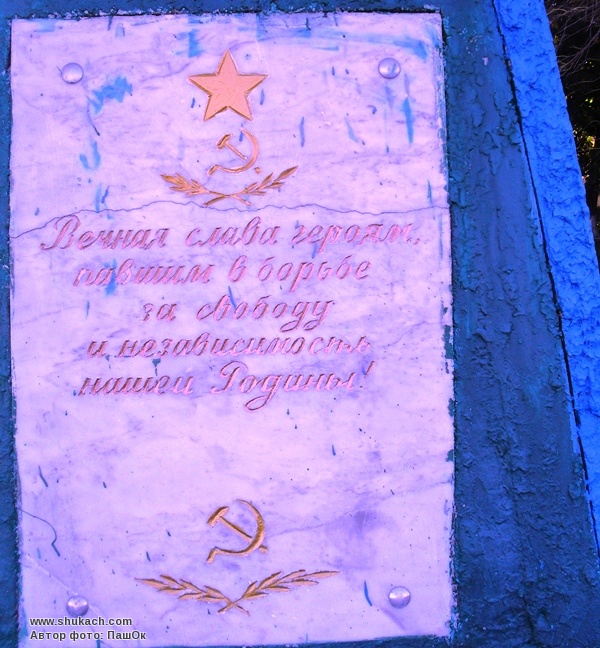 Вечная слава героям,
павшим в борьбе
за свободу
и независимость
нашей Родины!
www.shukach.com
Автор фото: ПашОк